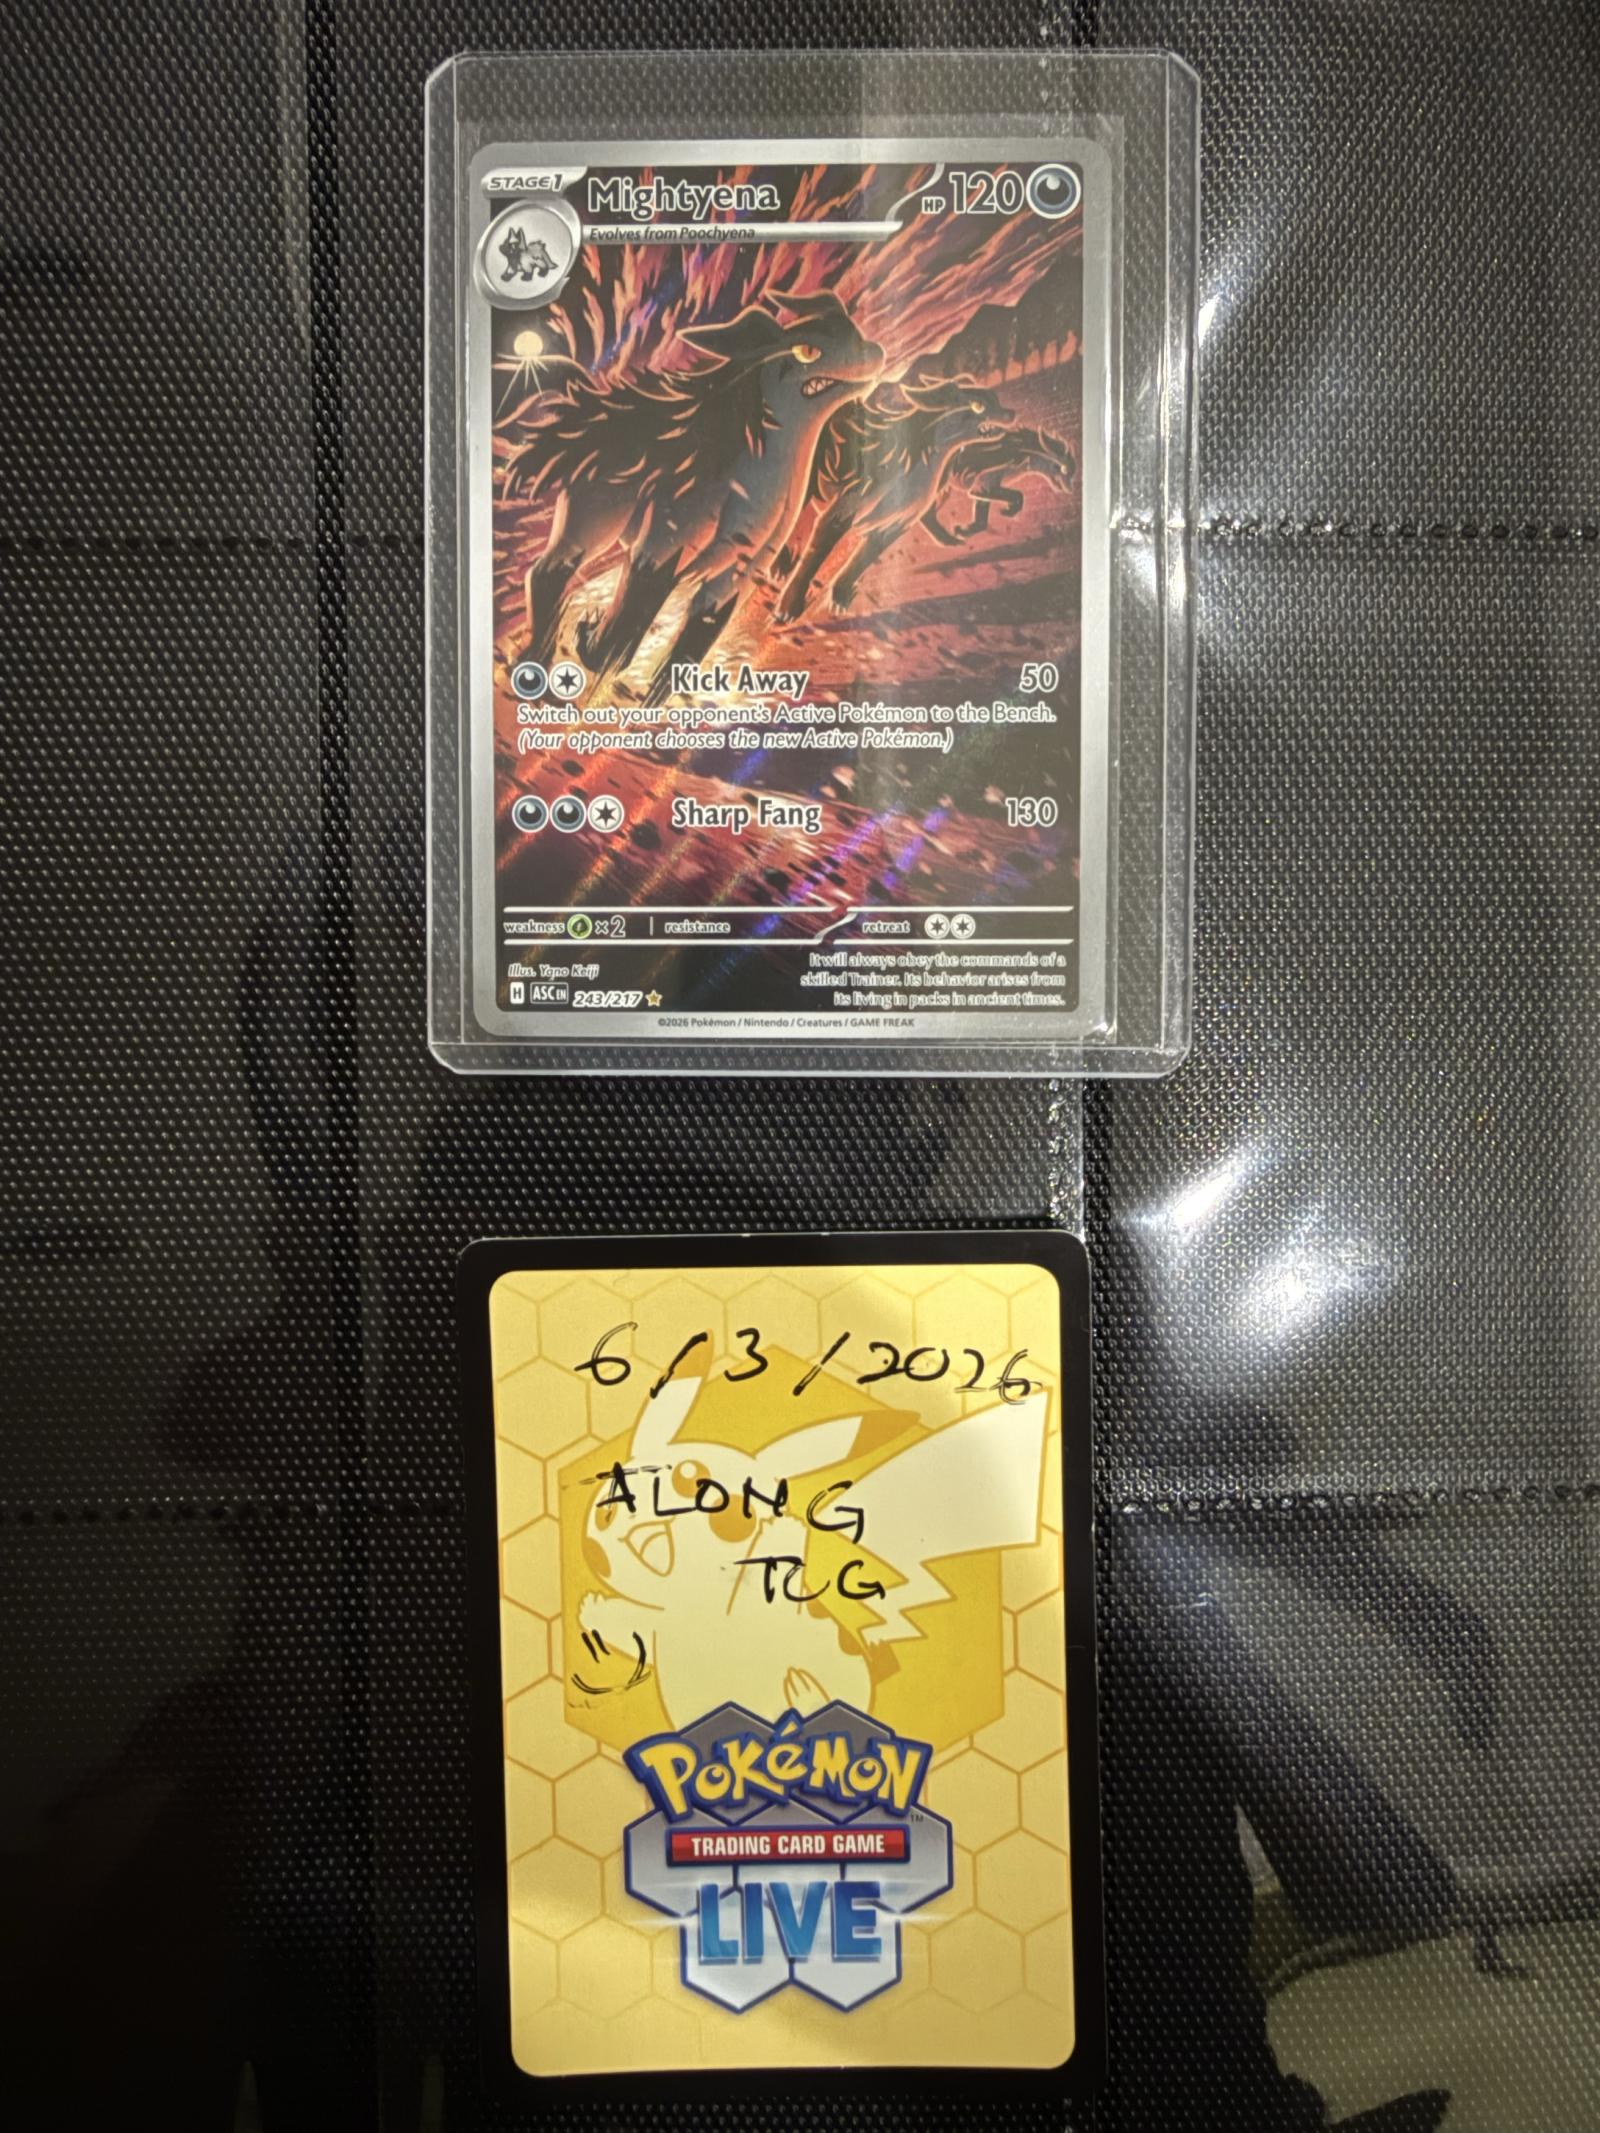 STAGE 1 Mightyena HP 120
Evolves from Poochyena
Kick Away 50
Switch out your opponent's Active Pokémon to the Bench.
(Your opponent chooses the new Active Pokémon.)
Sharp Fang 130
weakness ×2 resistance retreat
It will always obey the commands of a
skilled Trainer. Its behavior arises from
its living in packs in ancient times.
Illus. Yano Keiji
H ASC EN 243/217
©2026 Pokémon / Nintendo / Creatures / GAME FREAK
6/3/2026
ALONG
TCG
POKéMON
TM
TRADING CARD GAME
LIVE